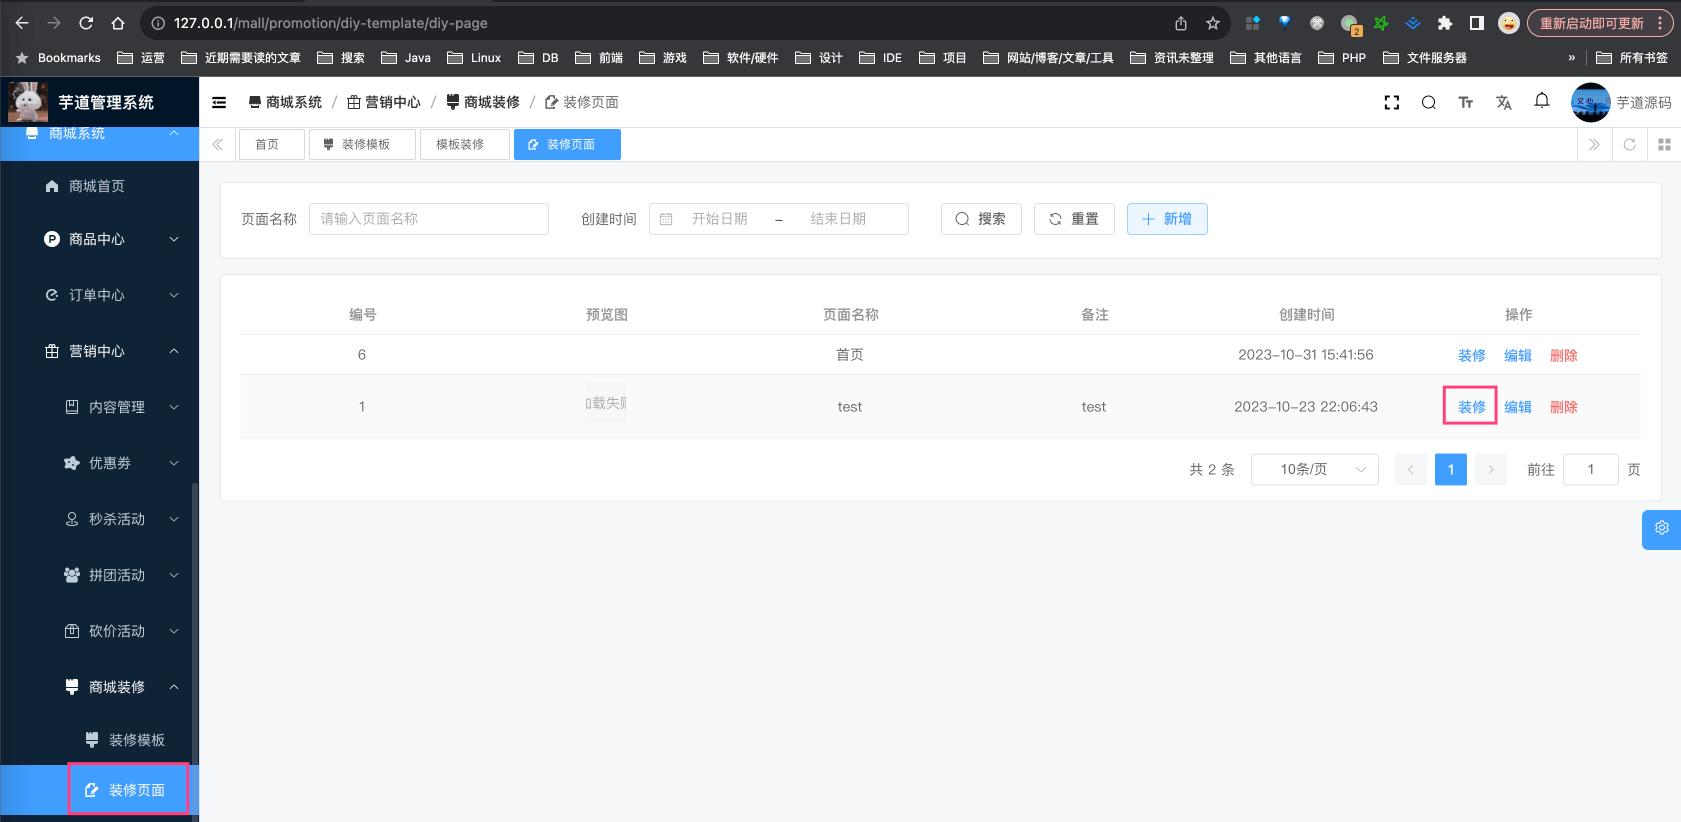 127.0.0.1/mall/promotion/diy-template/diy-page
2
重新启动即可更新
Bookmarks 运营 近期需要读的文章 搜索 Java Linux DB 前端 游戏 软件/硬件 设计 IDE 项目 网站/博客/文章/工具 资讯未整理 其他语言 PHP 文件服务器 » 所有书签
芋道管理系统
商城系统 / 营销中心 / 商城装修 / 装修页面
芋道源码
商城系统
首页 装修模板 模板装修 装修页面
商城首页
商品中心
订单中心
营销中心
内容管理
优惠劵
秒杀活动
拼团活动
砍价活动
商城装修
装修模板
装修页面
页面名称 请输入页面名称 创建时间 开始日期 - 结束日期 搜索 重置 新增
编号 预览图 页面名称 备注 创建时间 操作
6 首页 2023-10-31 15:41:56 装修 编辑 删除
1 加载失败 test test 2023-10-23 22:06:43 装修 编辑 删除
共 2 条 10条/页 1 前往 1 页